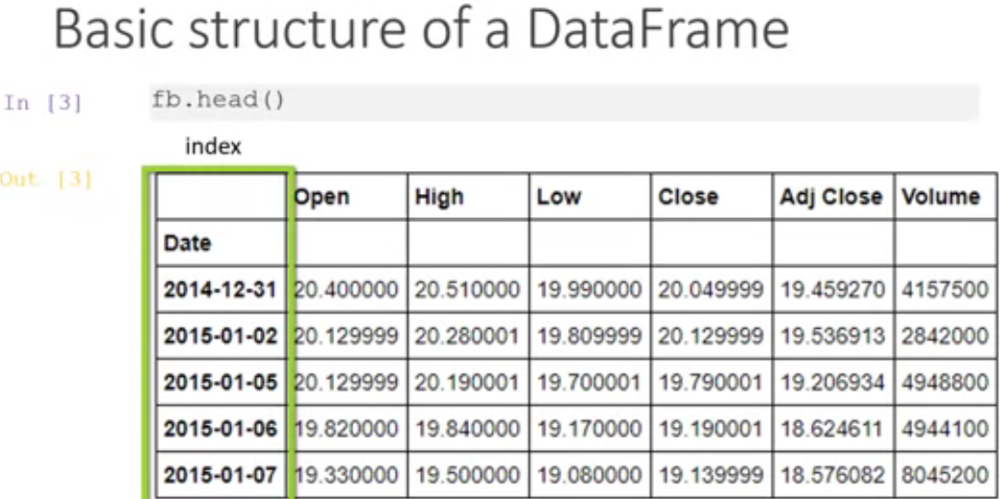 Basic structure of a DataFrame
In [3] fb.head()
index
Out [3]
Open High Low Close Adj Close Volume
Date
2014-12-31 20.400000 20.510000 19.990000 20.049999 19.459270 4157500
2015-01-02 20.129999 20.280001 19.809999 20.129999 19.536913 2842000
2015-01-05 20.129999 20.190001 19.700001 19.790001 19.206934 4948800
2015-01-06 19.820000 19.840000 19.170000 19.190001 18.624611 4944100
2015-01-07 19.330000 19.500000 19.080000 19.139999 18.576082 8045200